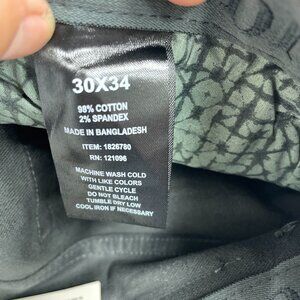 30X34
98% COTTON
2% SPANDEX
MADE IN BANGLADESH
ITEM: 1826780
RN: 121096
MACHINE WASH COLD
WITH LIKE COLORS
GENTLE CYCLE
DO NOT BLEACH
TUMBLE DRY LOW
COOL IRON IF NECESSARY